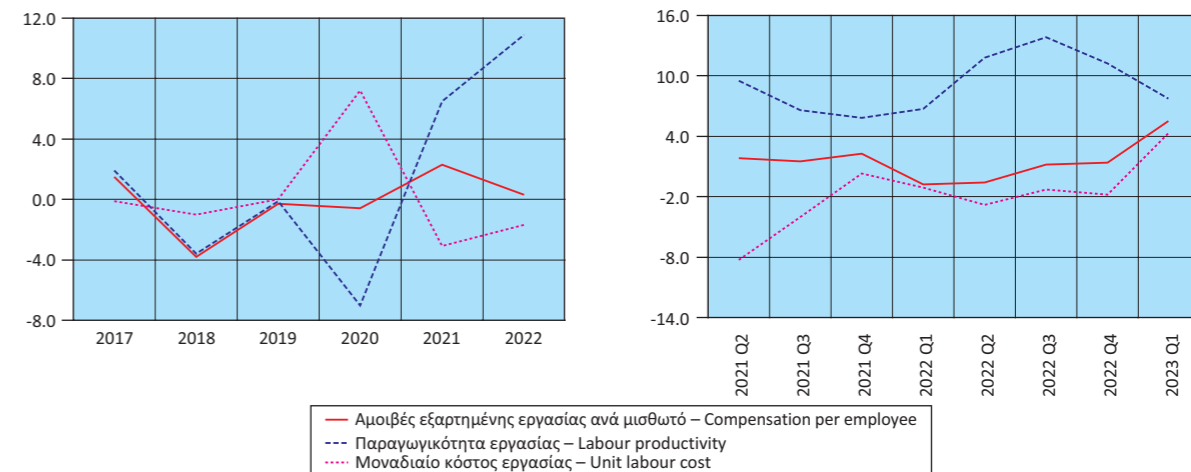 12.0
8.0
4.0
0.0
-4.0
-8.0
2017 2018 2019 2020 2021 2022
16.0
10.0
4.0
-2.0
-8.0
-14.0
2021 Q2
2021 Q3
2021 Q4
2022 Q1
2022 Q2
2022 Q3
2022 Q4
2023 Q1
Αμοιβές εξαρτημένης εργασίας ανά μισθωτό – Compensation per employee
Παραγωγικότητα εργασίας – Labour productivity
Μοναδιαίο κόστος εργασίας – Unit labour cost